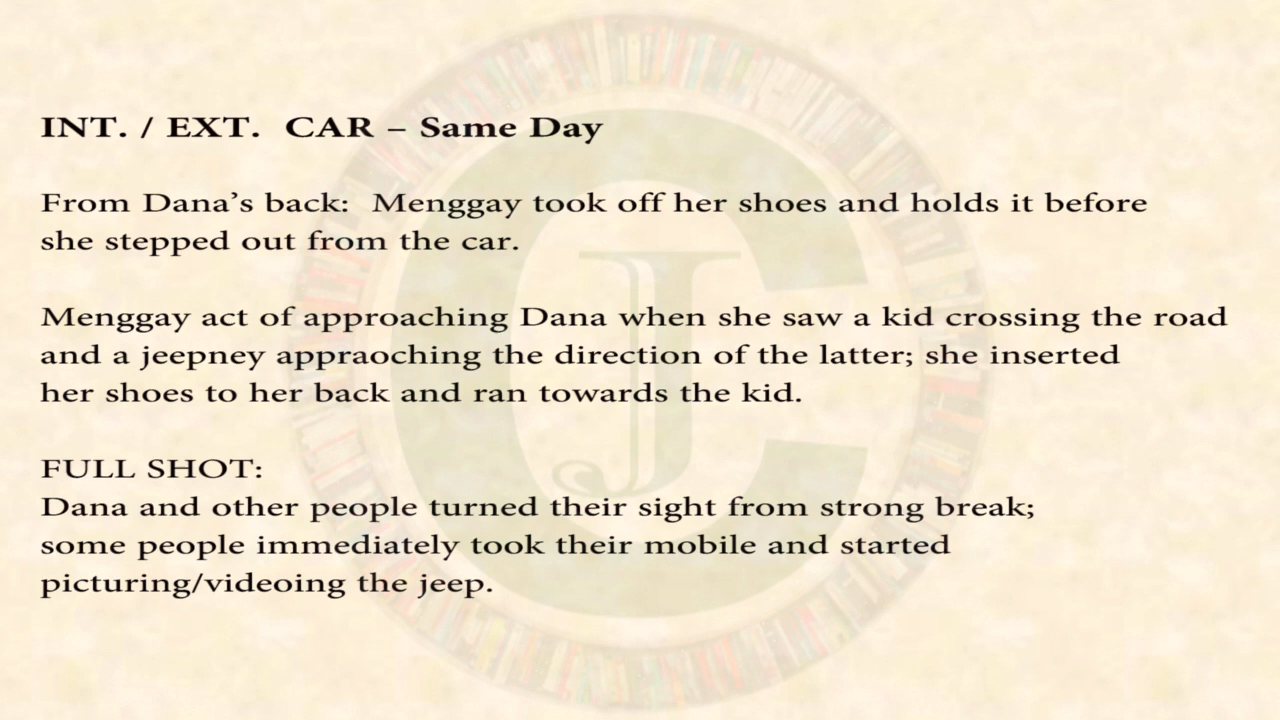 INT. / EXT.  CAR – Same Day
From Dana’s back:  Menggay took off her shoes and holds it before
she stepped out from the car.
Menggay act of approaching Dana when she saw a kid crossing the road
and a jeepney appraoching the direction of the latter; she inserted
her shoes to her back and ran towards the kid.
FULL SHOT:
Dana and other people turned their sight from strong break;
some people immediately took their mobile and started
picturing/videoing the jeep.